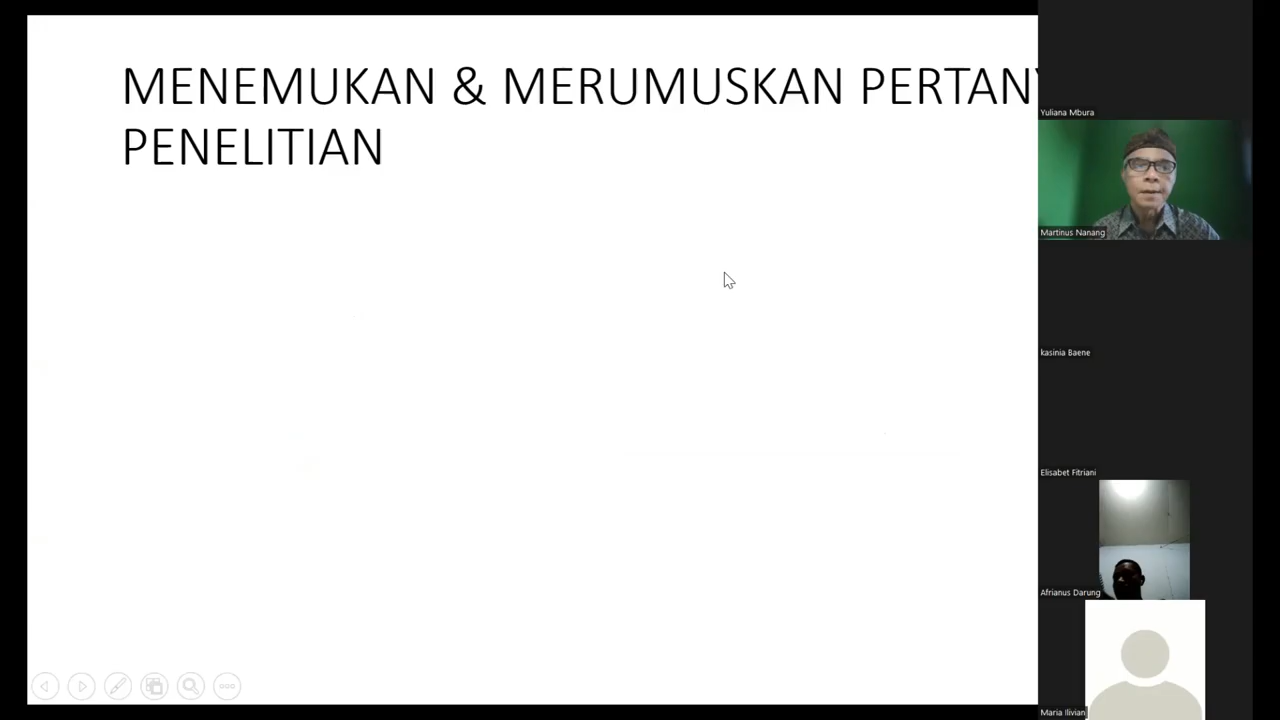 MENEMUKAN & MERUMUSKAN PERTAN
PENELITIAN
Yuliana Mbura
Martinus Nanang
kasinia Baene
Elisabet Fitriani
Afrianus Darung
Maria Ilivian